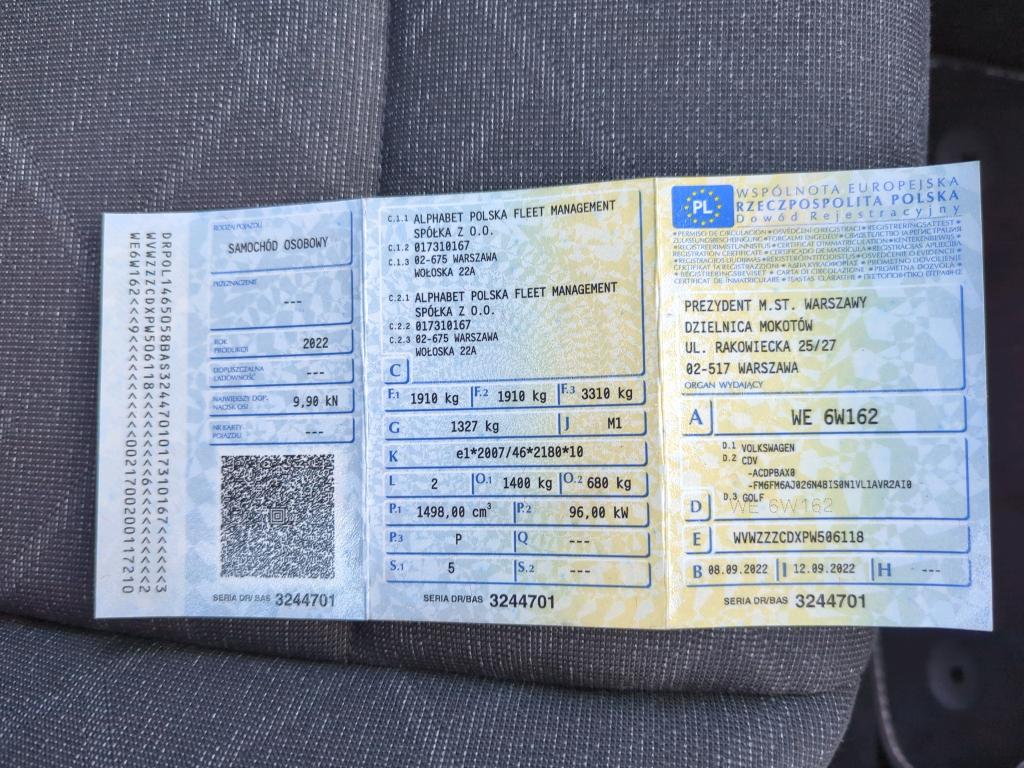 DRPOL1465058BAS3244701017310167<<<<<3
WVWZZZCDXPW506118<<<<<<<<6<<<<<<<<<2
WE6W162<<<9<<<<<<<<0021700200117210
RODZAJ POJAZDU
SAMOCHÓD OSOBOWY
PRZEZNACZENIE
---
ROK PRODUKCJI
2022
DOPUSZCZALNA ŁADOWNOŚĆ
---
NAJWIĘKSZY DOP. NACISK OSI
9,90 kN
NR KARTY POJAZDU
---
SERIA DR/BAS 3244701
C.1.1 ALPHABET POLSKA FLEET MANAGEMENT
SPÓŁKA Z O.O.
C.1.2 017310167
C.1.3 02-675 WARSZAWA
WOŁOSKA 22A
C.2.1 ALPHABET POLSKA FLEET MANAGEMENT
SPÓŁKA Z O.O.
C.2.2 017310167
C.2.3 02-675 WARSZAWA
WOŁOSKA 22A
C
F.1 1910 kg F.2 1910 kg F.3 3310 kg
G 1327 kg J M1
K e1*2007/46*2180*10
L 2 O.1 1400 kg O.2 680 kg
P.1 1498,00 cm³ P.2 96,00 kW
P.3 P Q ---
S.1 5 S.2 ---
SERIA DR/BAS 3244701
PL
WSPÓLNOTA EUROPEJSKA
RZECZPOSPOLITA POLSKA
Dowód Rejestracyjny
PREZYDENT M.ST. WARSZAWY
DZIELNICA MOKOTÓW
UL. RAKOWIECKA 25/27
02-517 WARSZAWA
ORGAN WYDAJĄCY
A WE 6W162
D.1 VOLKSWAGEN
D.2 CDV
-ACDPBAX0
-FM6FM6AJ026N4BIS0N1VL1AVR2AI0
D.3 GOLF
D WE 6W162
E WVWZZZCDXPW506118
B 08.09.2022 I 12.09.2022 H ---
SERIA DR/BAS 3244701